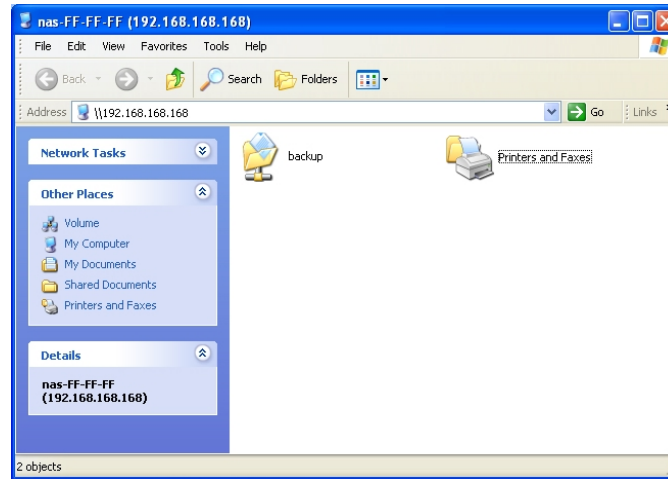 nas-FF-FF-FF (192.168.168.168)
File Edit View Favorites Tools Help
Back Search Folders
Address \\192.168.168.168 Go Links
Network Tasks
Other Places
Volume
My Computer
My Documents
Shared Documents
Printers and Faxes
Details
nas-FF-FF-FF
(192.168.168.168)
backup
Printers and Faxes
2 objects